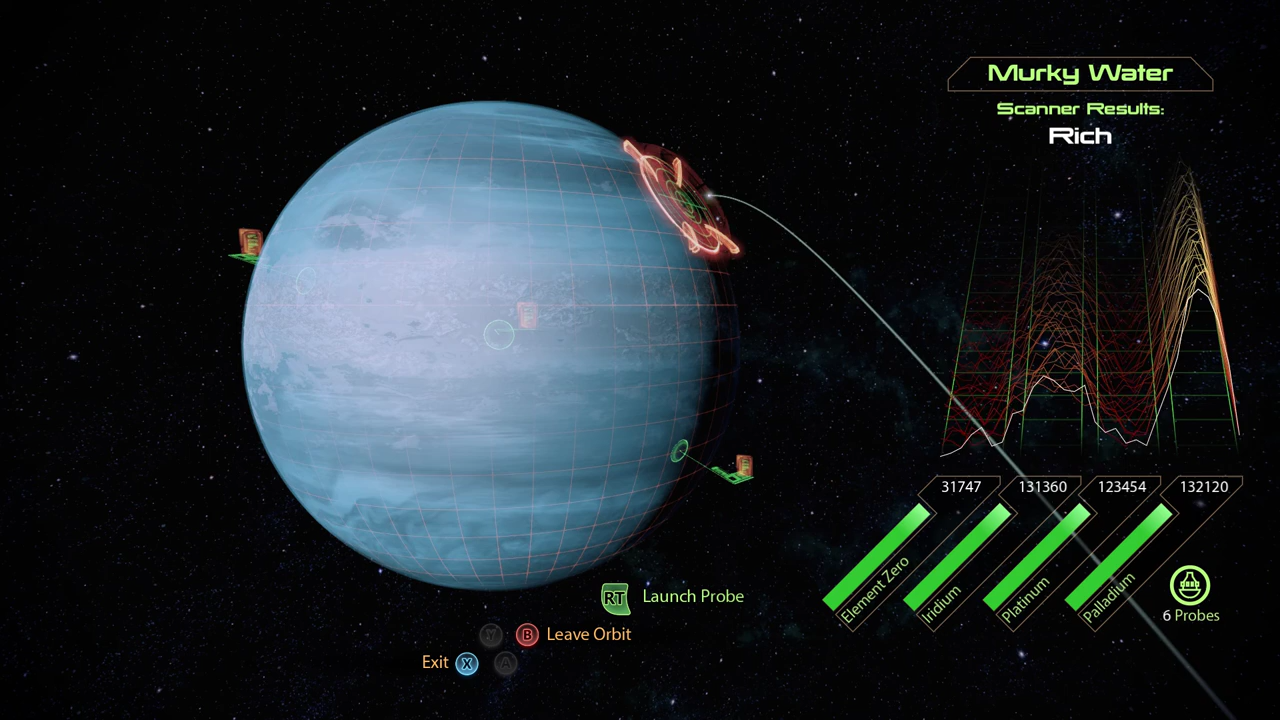 Murky Water
Scanner Results:
Rich
31747 131360 123454 132120
Element Zero
Iridium
Platinum
Palladium
6 Probes
RT Launch Probe
Y B Leave Orbit
Exit X A